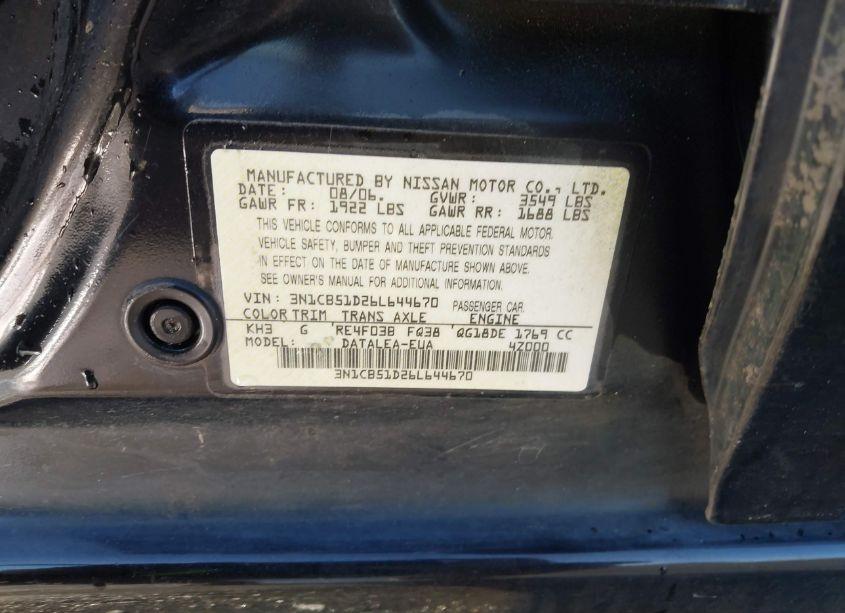 MANUFACTURED BY NISSAN MOTOR CO., LTD.
DATE: 08/06. GVWR: 3549 LBS
GAWR FR: 1922 LBS GAWR RR: 1688 LBS
THIS VEHICLE CONFORMS TO ALL APPLICABLE FEDERAL MOTOR.
VEHICLE SAFETY, BUMPER AND THEFT PREVENTION STANDARDS
IN EFFECT ON THE DATE OF MANUFACTURE SHOWN ABOVE.
SEE OWNER'S MANUAL FOR ADDITIONAL INFORMATION.
VIN: 3N1CB51D26L644670 PASSENGER CAR.
COLOR TRIM TRANS AXLE ENGINE
KH3 G RE4F03B FQ38 QG18DE 1769 CC
MODEL: DATALEA-EUA 4Z000
3N1CB51D26L644670